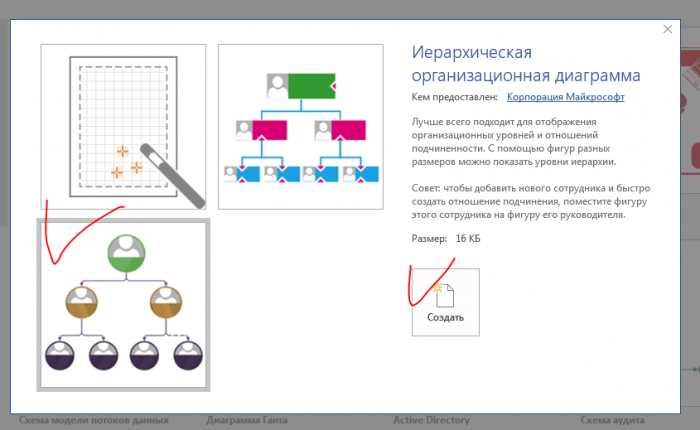 Иерархическая
организационная диаграмма
Кем предоставлен: Корпорация Майкрософт
Лучше всего подходит для отображения
организационных уровней и отношений
подчиненности. С помощью фигур разных
размеров можно показать уровни иерархии.
Совет: чтобы добавить нового сотрудника и быстро
создать отношение подчинения, поместите фигуру
этого сотрудника на фигуру его руководителя.
Размер: 16 КБ
Создать
Схема модели потоков данных Диаграмма Ганта Active Directory Схема аудита